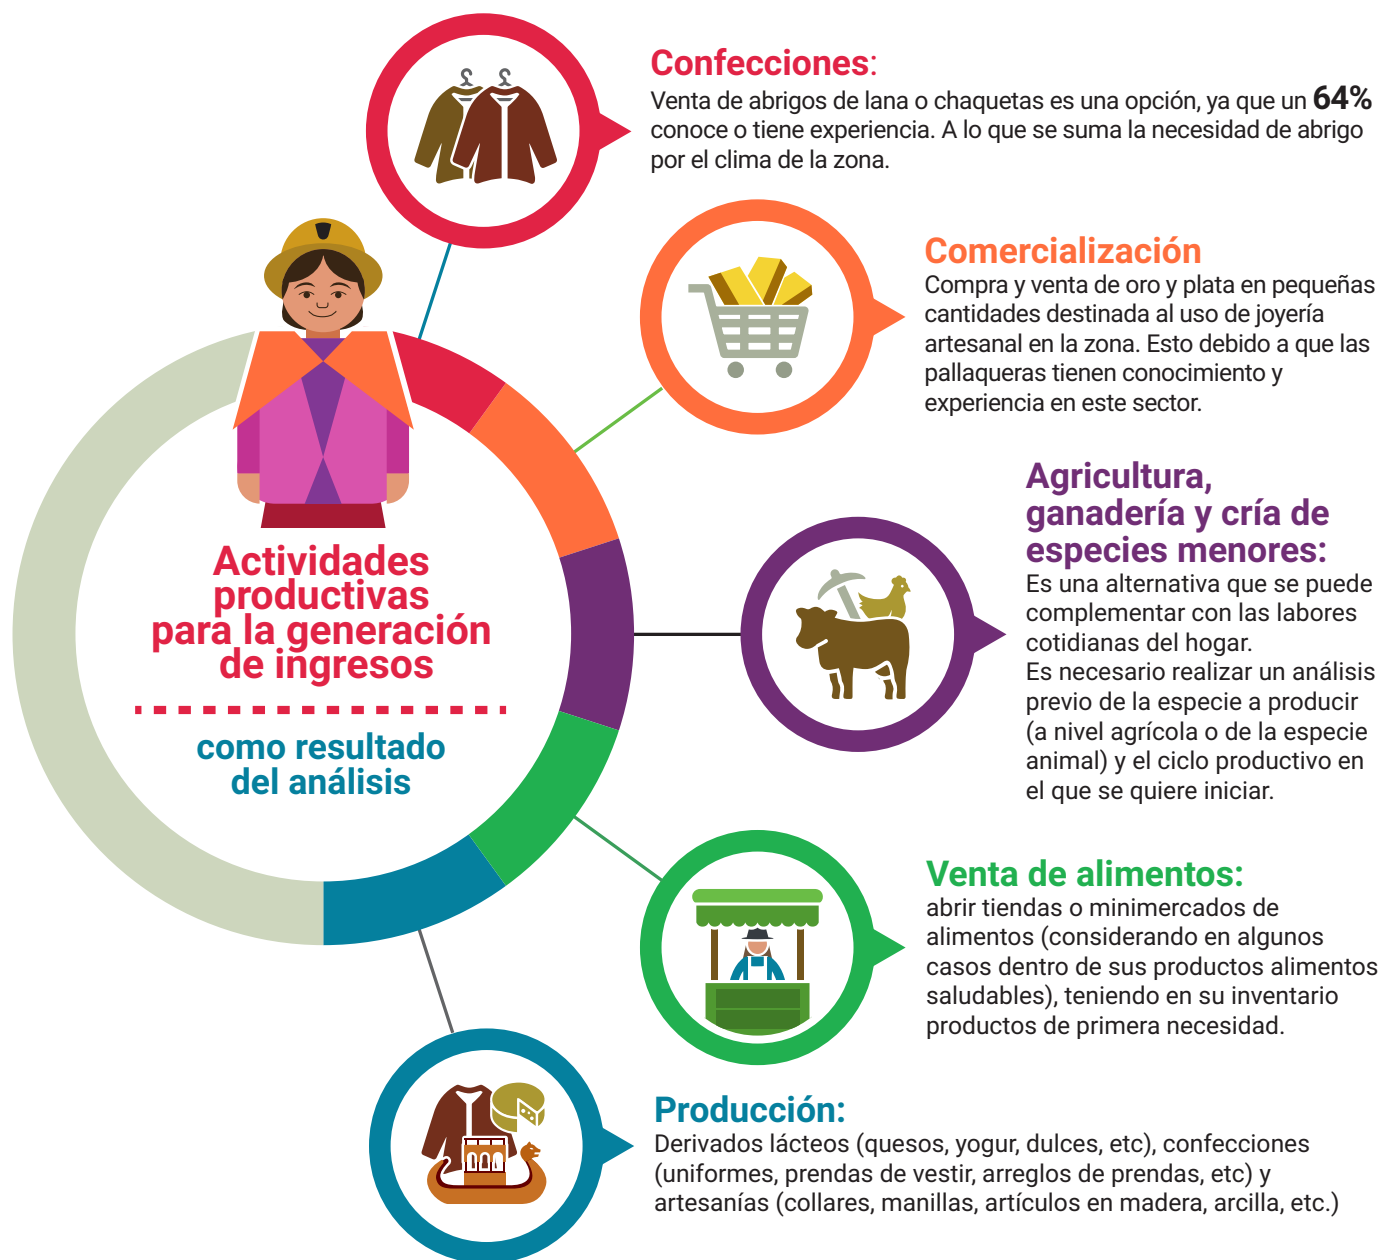 Confecciones:
Venta de abrigos de lana o chaquetas es una opción, ya que un 64%
conoce o tiene experiencia. A lo que se suma la necesidad de abrigo
por el clima de la zona.
Comercialización
Compra y venta de oro y plata en pequeñas
cantidades destinada al uso de joyería
artesanal en la zona. Esto debido a que las
pallaqueras tienen conocimiento y
experiencia en este sector.
Agricultura,
ganadería y cría de
especies menores:
Es una alternativa que se puede
complementar con las labores
cotidianas del hogar.
Es necesario realizar un análisis
previo de la especie a producir
(a nivel agrícola o de la especie
animal) y el ciclo productivo en
el que se quiere iniciar.
Actividades
productivas
para la generación
de ingresos
como resultado
del análisis
Venta de alimentos:
abrir tiendas o minimercados de
alimentos (considerando en algunos
casos dentro de sus productos alimentos
saludables), teniendo en su inventario
productos de primera necesidad.
Producción:
Derivados lácteos (quesos, yogur, dulces, etc), confecciones
(uniformes, prendas de vestir, arreglos de prendas, etc) y
artesanías (collares, manillas, artículos en madera, arcilla, etc.)